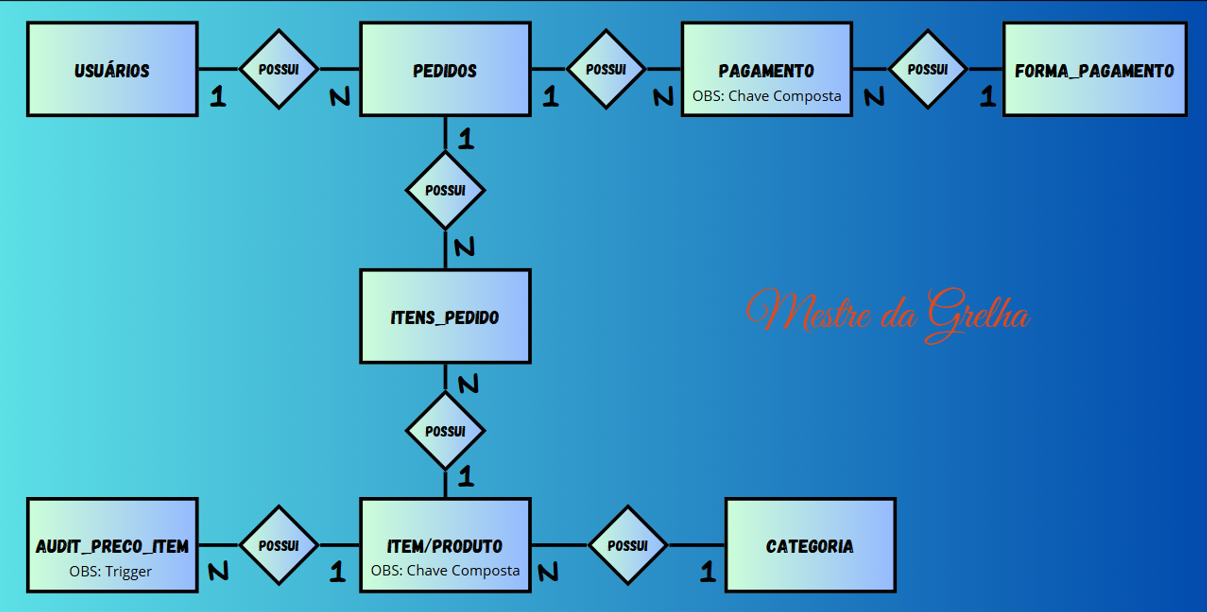 USUÁRIOS
POSSUI
PEDIDOS
POSSUI
PAGAMENTO
OBS: Chave Composta
POSSUI
FORMA_PAGAMENTO
1
N
1
N
N
1
1
POSSUI
N
ITENS_PEDIDO
Mestre da Grelha
N
POSSUI
1
AUDIT_PRECO_ITEM
OBS: Trigger
POSSUI
ITEM/PRODUTO
OBS: Chave Composta
POSSUI
CATEGORIA
N
1
N
1